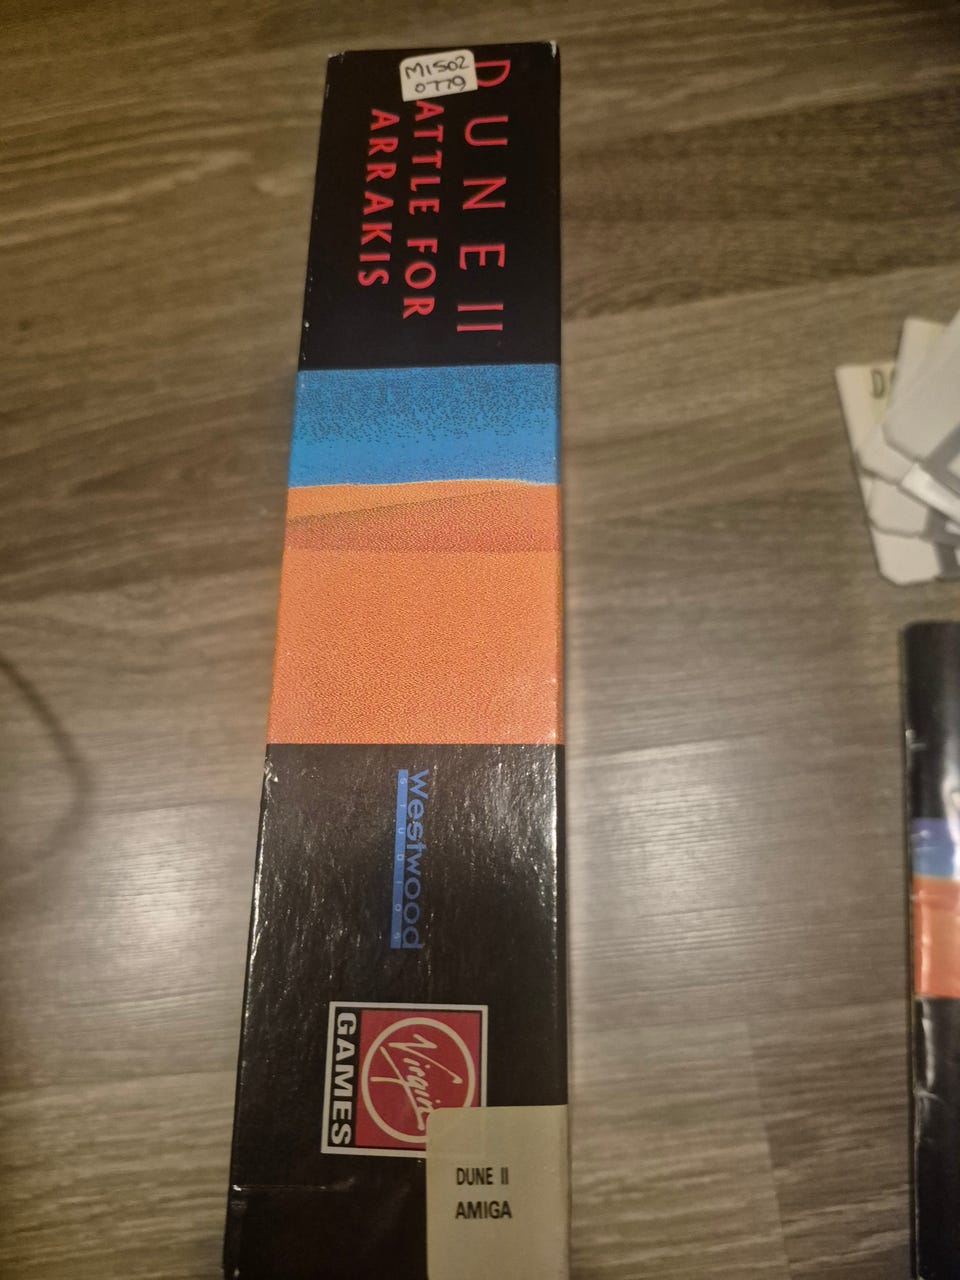 M1502
0779
DUNE II
ATTLE FOR
ARRAKIS
Westwood
STUDIOS
Virgin
GAMES
DUNE II
AMIGA